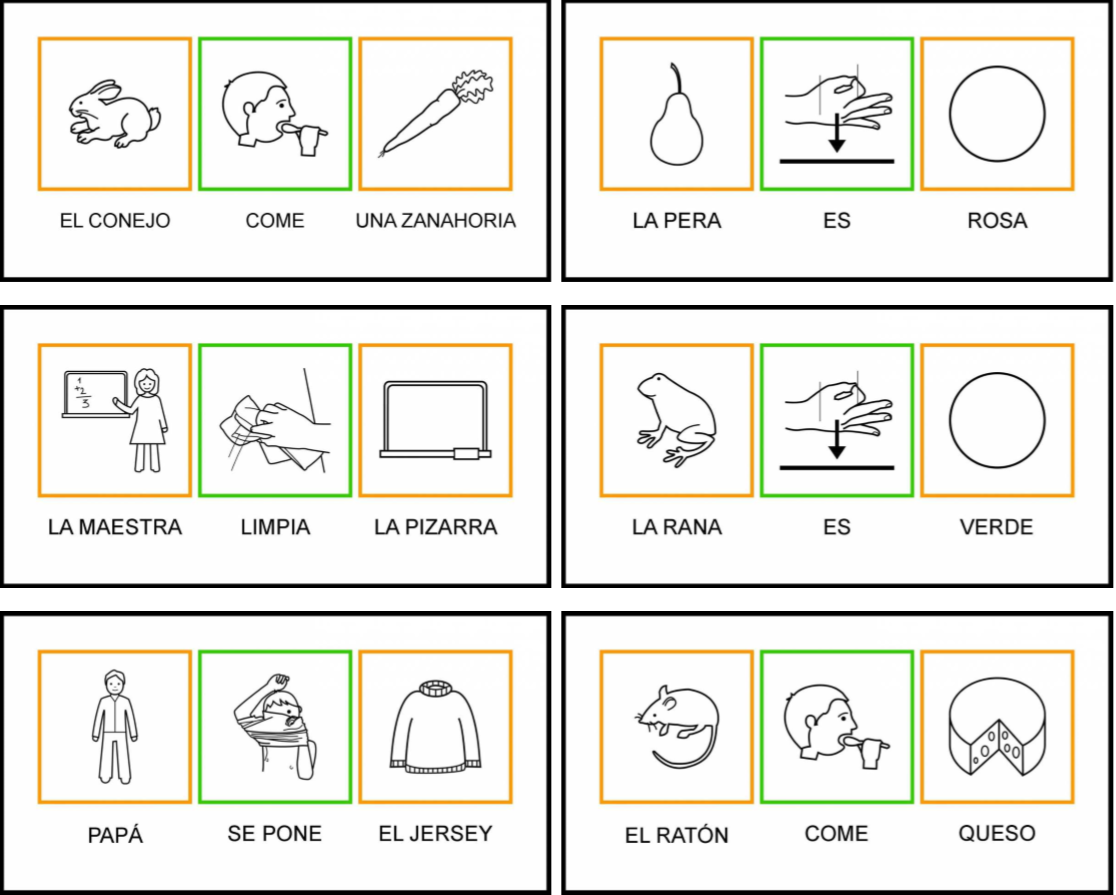 EL CONEJO COME UNA ZANAHORIA
LA PERA ES ROSA
1
+2
3
LA MAESTRA LIMPIA LA PIZARRA
LA RANA ES VERDE
PAPÁ SE PONE EL JERSEY
EL RATÓN COME QUESO